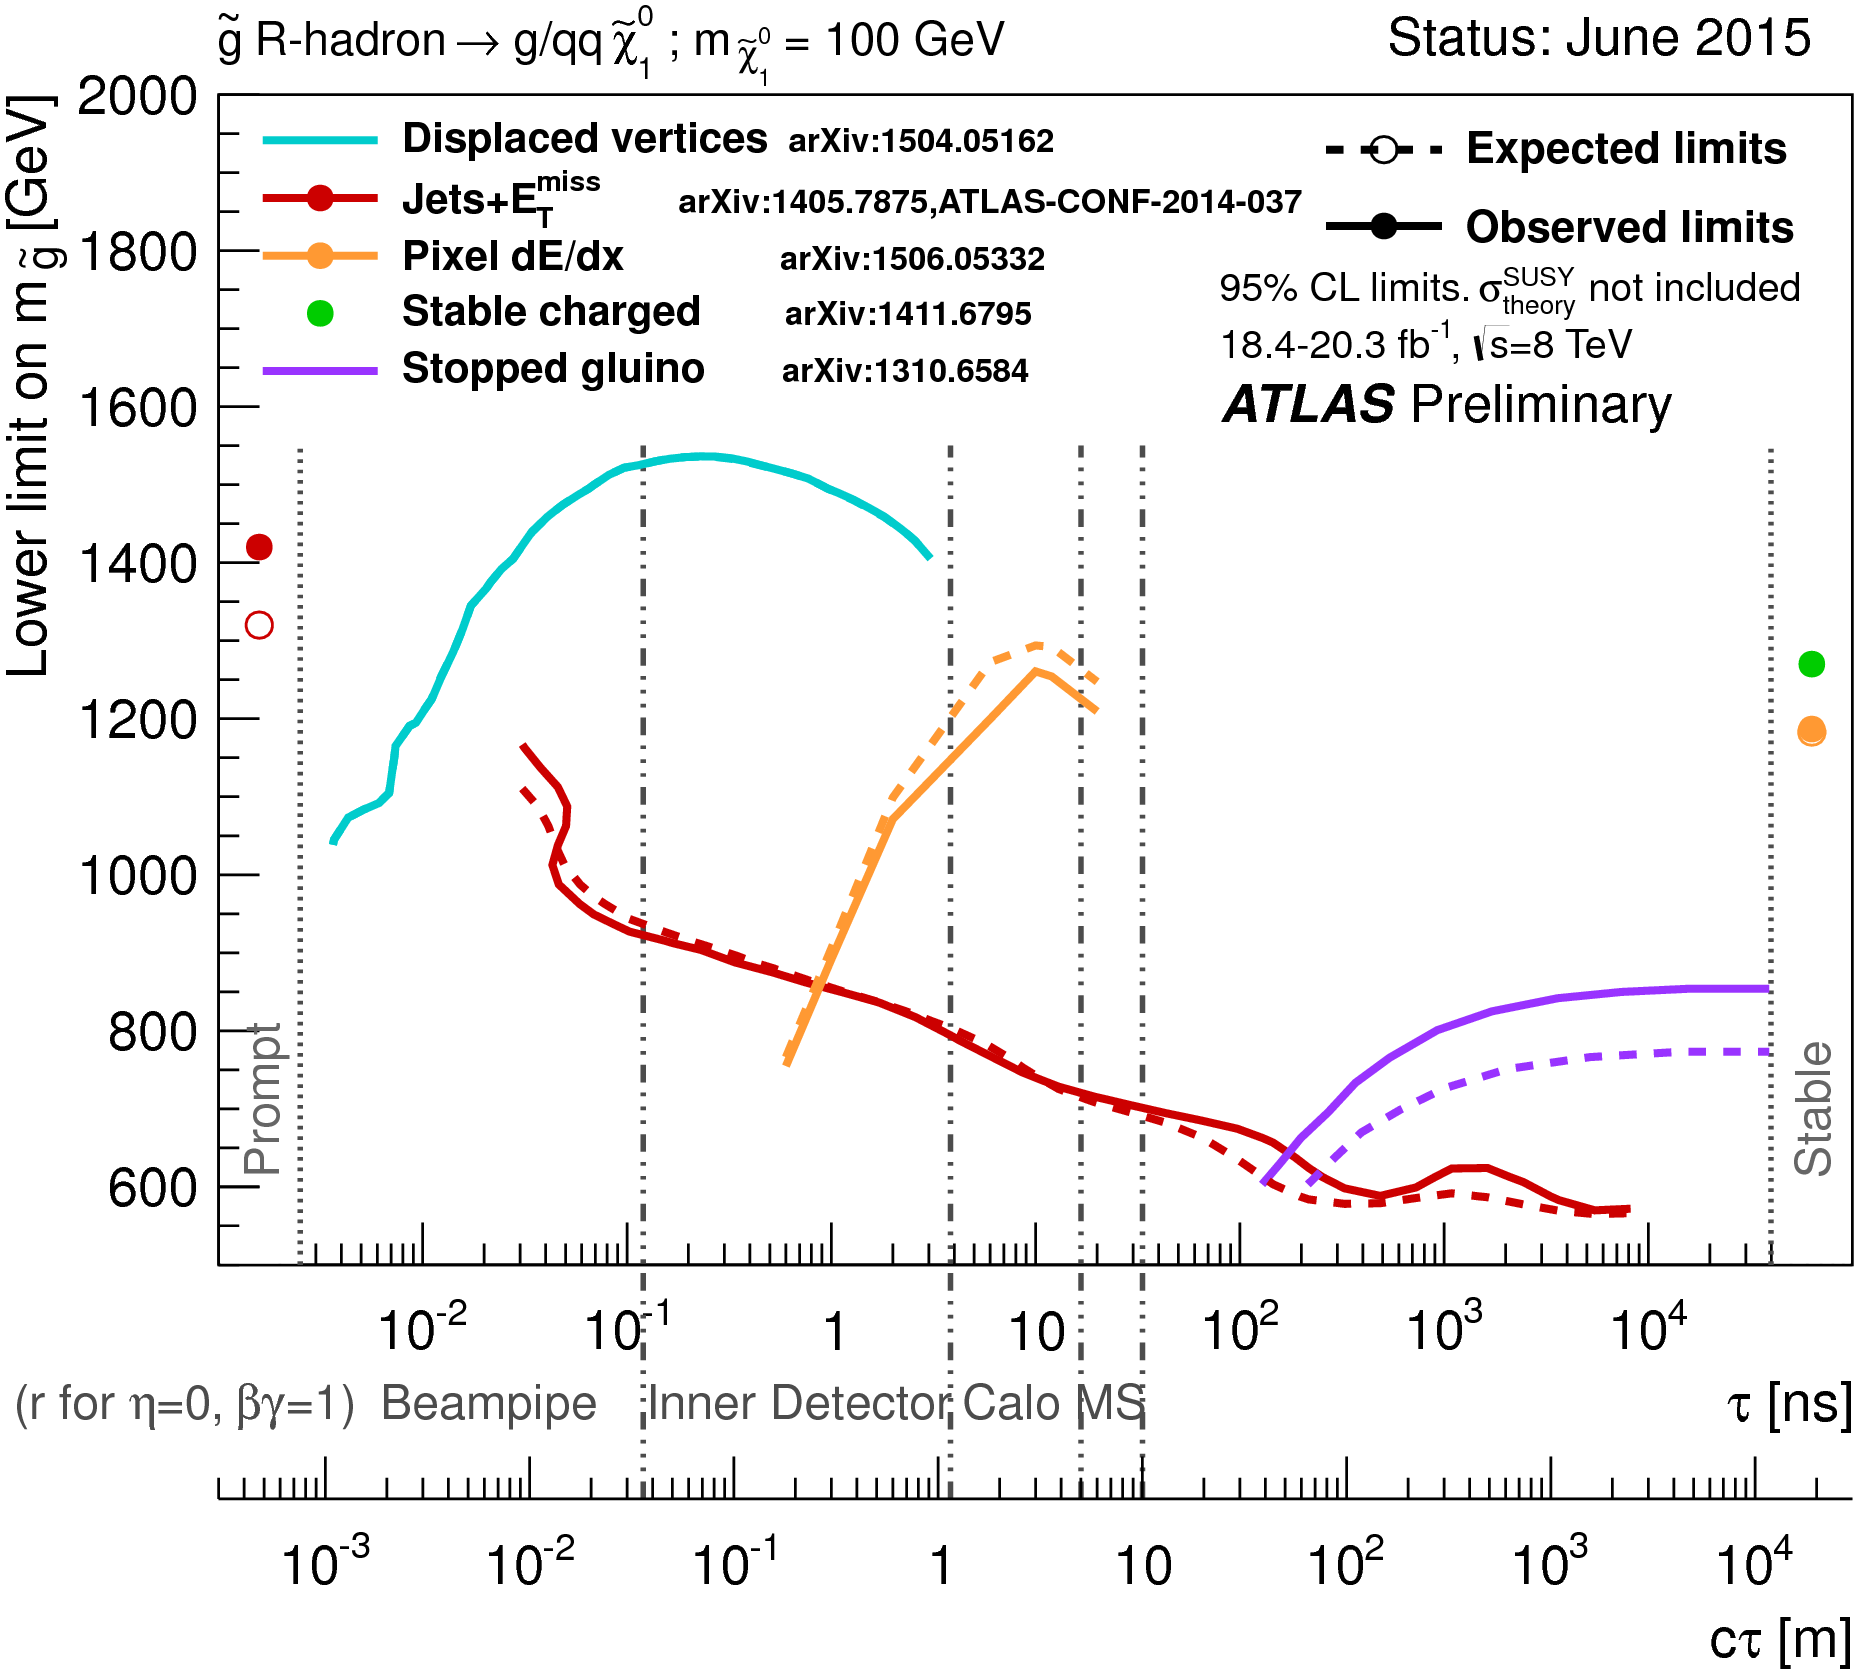 g̃ R-hadron → g/qq χ̃⁰₁ ; m χ̃⁰₁ = 100 GeV
Status: June 2015
Lower limit on m g̃ [GeV]
2000
1800
1600
1400
1200
1000
800
600
Displaced vertices arXiv:1504.05162
Jets+E_T^miss arXiv:1405.7875,ATLAS-CONF-2014-037
Pixel dE/dx arXiv:1506.05332
Stable charged arXiv:1411.6795
Stopped gluino arXiv:1310.6584
Expected limits
Observed limits
95% CL limits. σ^SUSY_theory not included
18.4-20.3 fb⁻¹, √s=8 TeV
ATLAS Preliminary
Prompt
Stable
10⁻² 10⁻¹ 1 10 10² 10³ 10⁴
(r for η=0, βγ=1) Beampipe Inner Detector Calo MS
τ [ns]
10⁻³ 10⁻² 10⁻¹ 1 10 10² 10³ 10⁴
cτ [m]